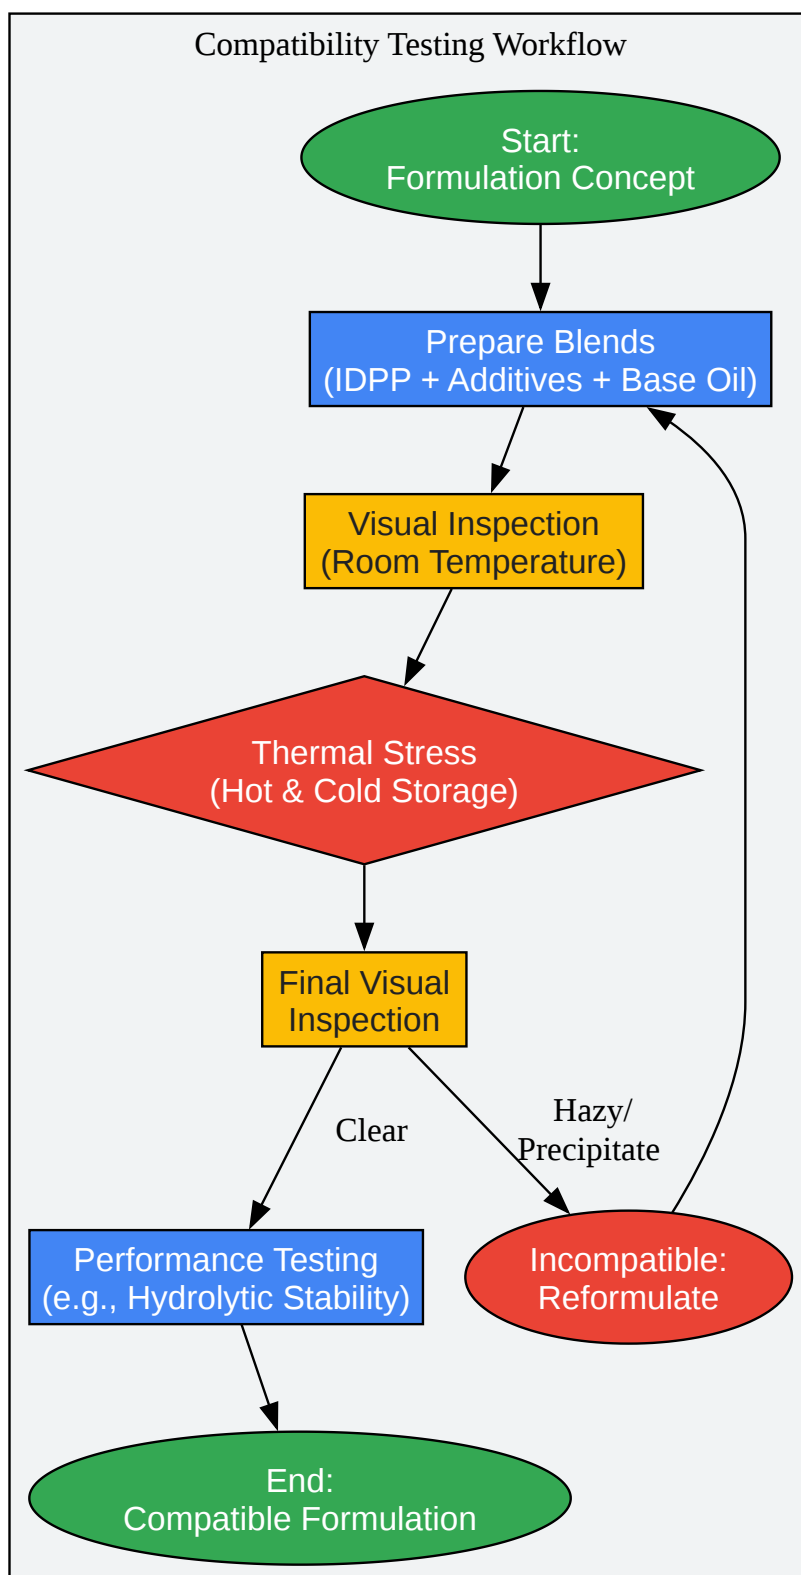 Compatibility Testing Workflow
Start:
Formulation Concept
Prepare Blends
(IDPP + Additives + Base Oil)
Visual Inspection
(Room Temperature)
Thermal Stress
(Hot & Cold Storage)
Final Visual
Inspection
Clear
Hazy/
Precipitate
Performance Testing
(e.g., Hydrolytic Stability)
Incompatible:
Reformulate
End:
Compatible Formulation